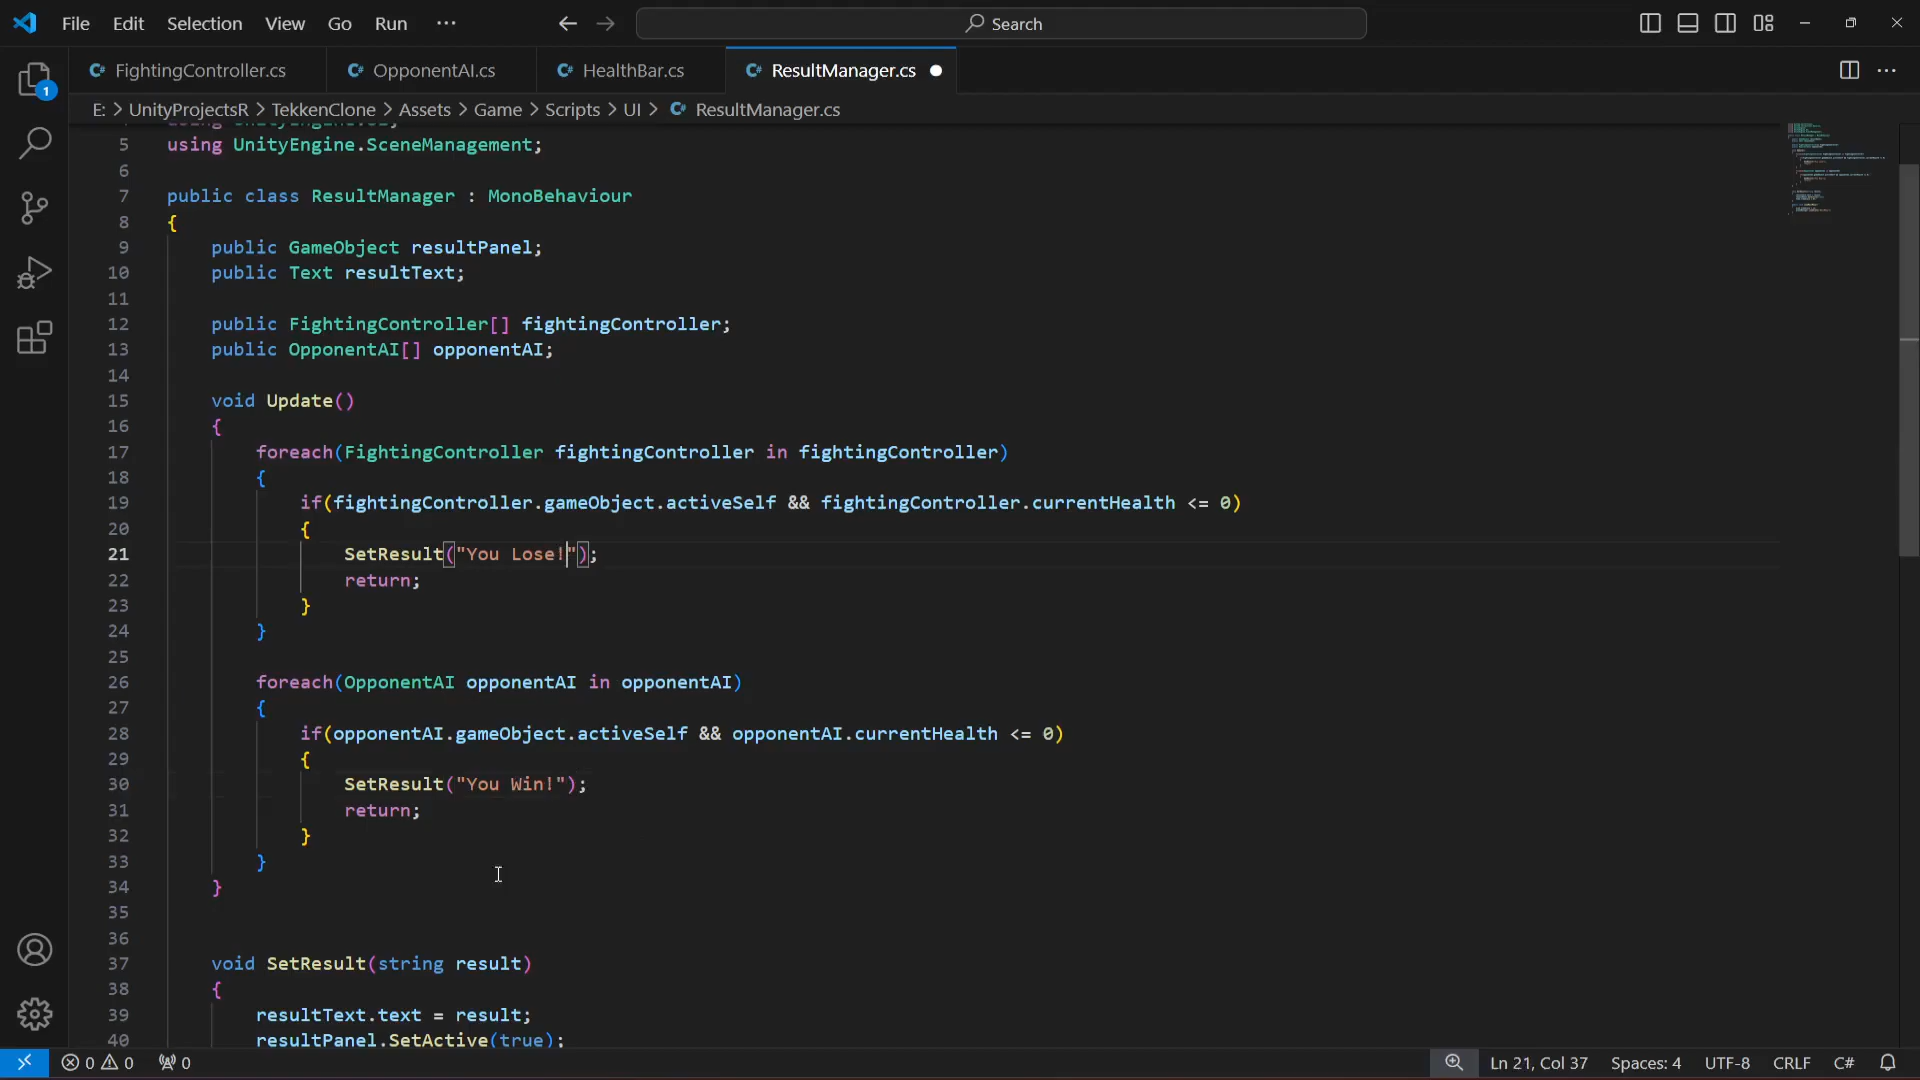 File Edit Selection View Go Run ··· Search
FightingController.cs OpponentAI.cs HealthBar.cs ResultManager.cs
1
E: > UnityProjectsR > TekkenClone > Assets > Game > Scripts > UI > ResultManager.cs
5 using UnityEngine.SceneManagement;
6
7 public class ResultManager : MonoBehaviour
8 {
9 public GameObject resultPanel;
10 public Text resultText;
11
12 public FightingController[] fightingController;
13 public OpponentAI[] opponentAI;
14
15 void Update()
16 {
17 foreach(FightingController fightingController in fightingController)
18 {
19 if(fightingController.gameObject.activeSelf && fightingController.currentHealth <= 0)
20 {
21 SetResult("You Lose!");
22 return;
23 }
24 }
25
26 foreach(OpponentAI opponentAI in opponentAI)
27 {
28 if(opponentAI.gameObject.activeSelf && opponentAI.currentHealth <= 0)
29 {
30 SetResult("You Win!");
31 return;
32 }
33 }
34 }
35
36
37 void SetResult(string result)
38 {
39 resultText.text = result;
40 resultPanel.SetActive(true);
0 0 0 Ln 21, Col 37 Spaces: 4 UTF-8 CRLF C#